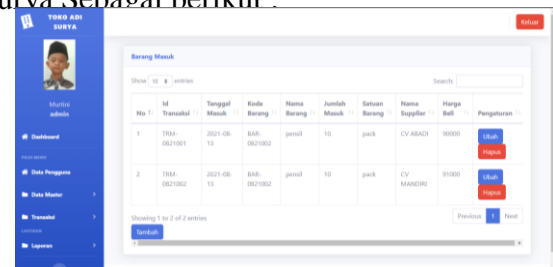 urya Sebagai berikut :
TOKO ADI
SURYA
Keluar
Murtini
admin
Dashboard
Data Pengguna
Data Master
Transaksi
LAPORAN
Laporan
Barang Masuk
Show 10 entries
Search:
No Id Transaksi Tanggal Masuk Kode Barang Nama Barang Jumlah Masuk Satuan Barang Nama Supplier Harga Beli Pengaturan
1 TRM-0821001 2021-08-13 BAR-0821002 pensil 10 pack CV ABADI 90000 Ubah Hapus
2 TRM-0821002 2021-08-13 BAR-0821002 pensil 10 pack CV MANDIRI 91000 Ubah Hapus
Showing 1 to 2 of 2 entries
Previous 1 Next
Tambah